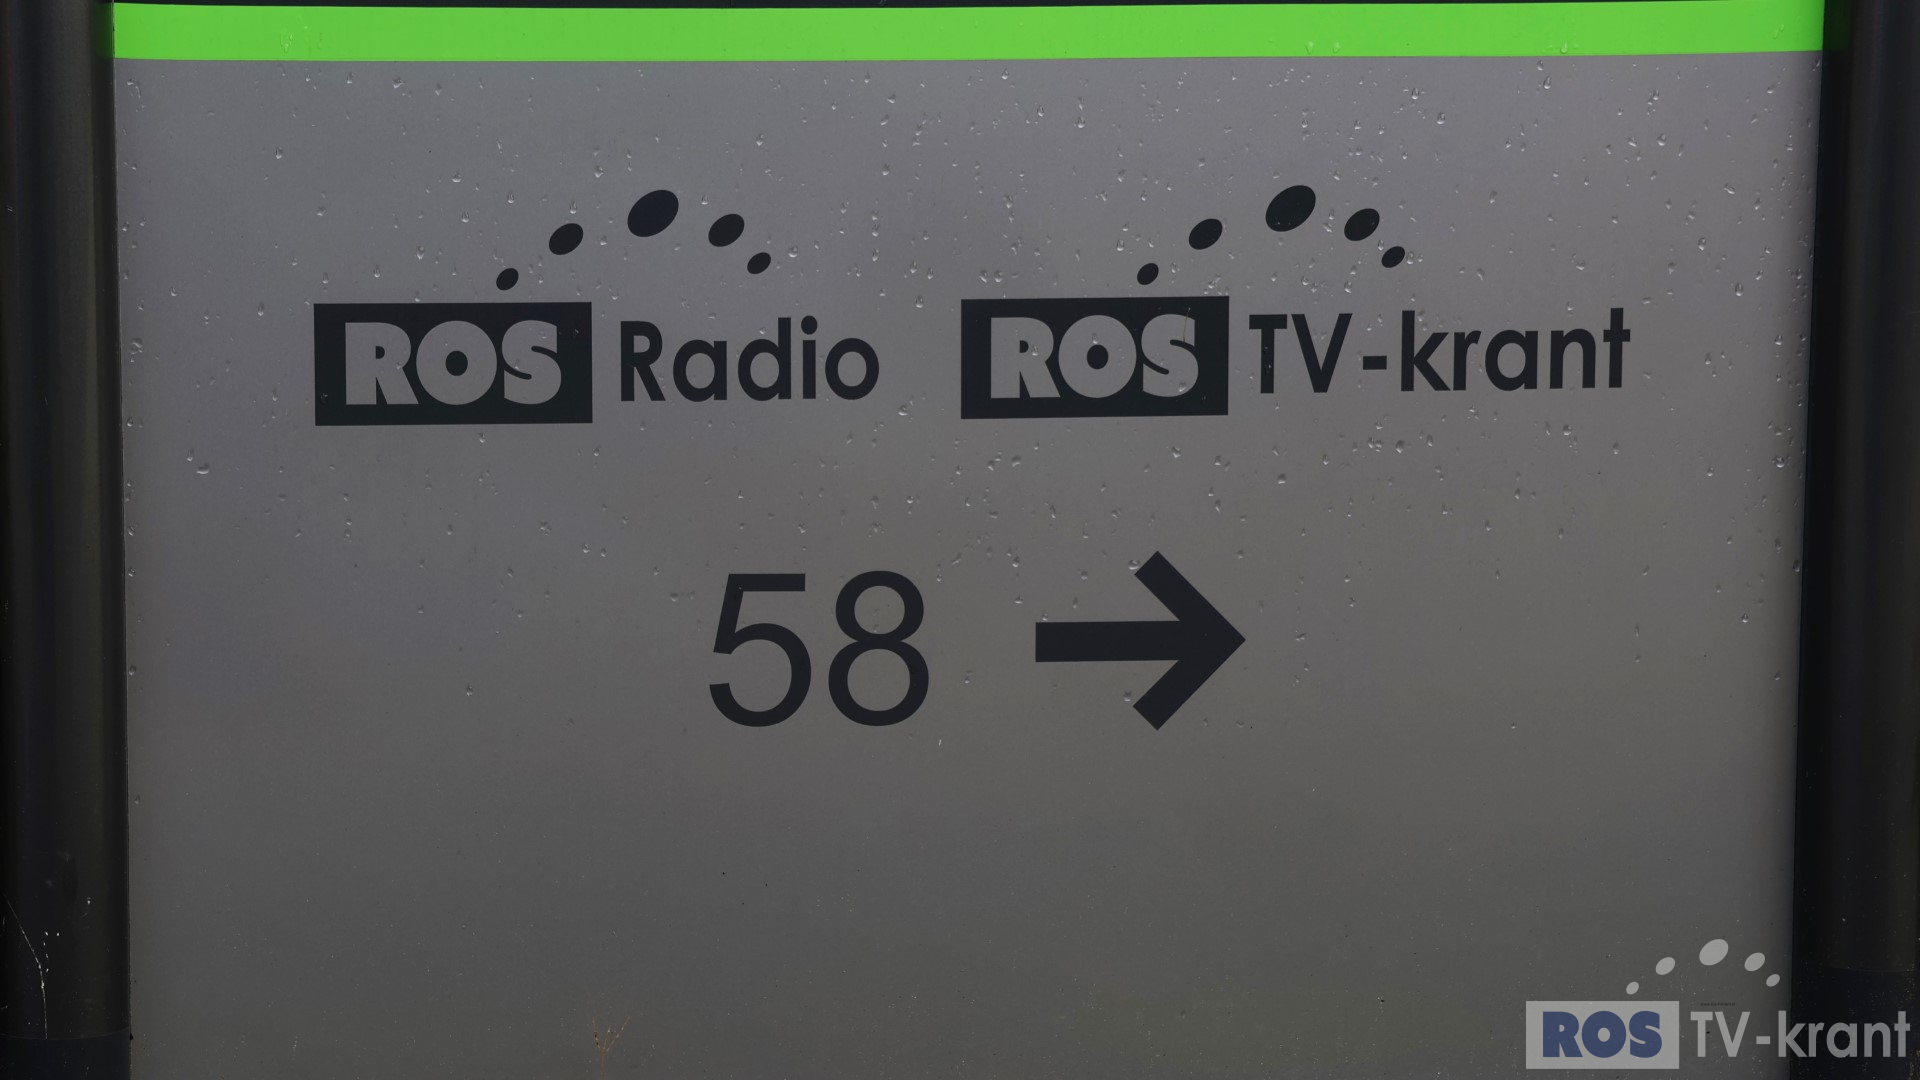 ROS Radio ROS TV-krant
58 →
ROS TV-krant